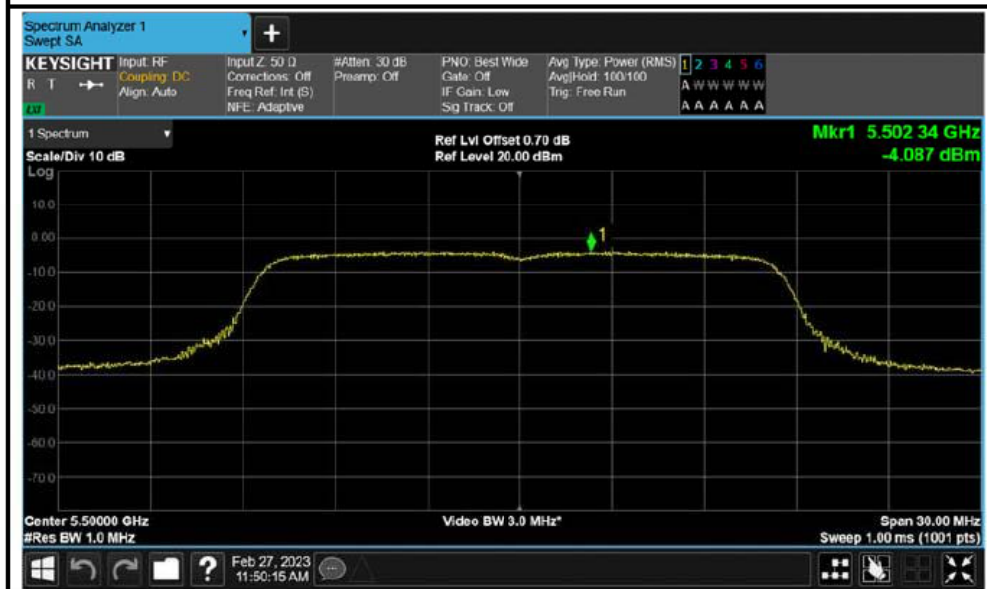 Spectrum Analyzer 1
Swept SA
+
KEYSIGHT
R T
Input: RF
Coupling: DC
Align: Auto
Input Z: 50 Ω
Corrections: Off
Freq Ref: Int (S)
NFE: Adaptive
#Atten: 30 dB
Preamp: Off
PNO: Best Wide
Gate: Off
IF Gain: Low
Sig Track: Off
Avg Type: Power (RMS)
Avg|Hold: 100/100
Trig: Free Run
1 2 3 4 5 6
A W W W W W
A A A A A A
1 Spectrum
Scale/Div 10 dB
Log
Ref Lvl Offset 0.70 dB
Ref Level 20.00 dBm
Mkr1 5.502 34 GHz
-4.087 dBm
10.0
0.00
-10.0
-20.0
-30.0
-40.0
-50.0
-60.0
-70.0
1
Center 5.50000 GHz
#Res BW 1.0 MHz
Video BW 3.0 MHz*
Span 30.00 MHz
Sweep 1.00 ms (1001 pts)
?
Feb 27, 2023
11:50:15 AM